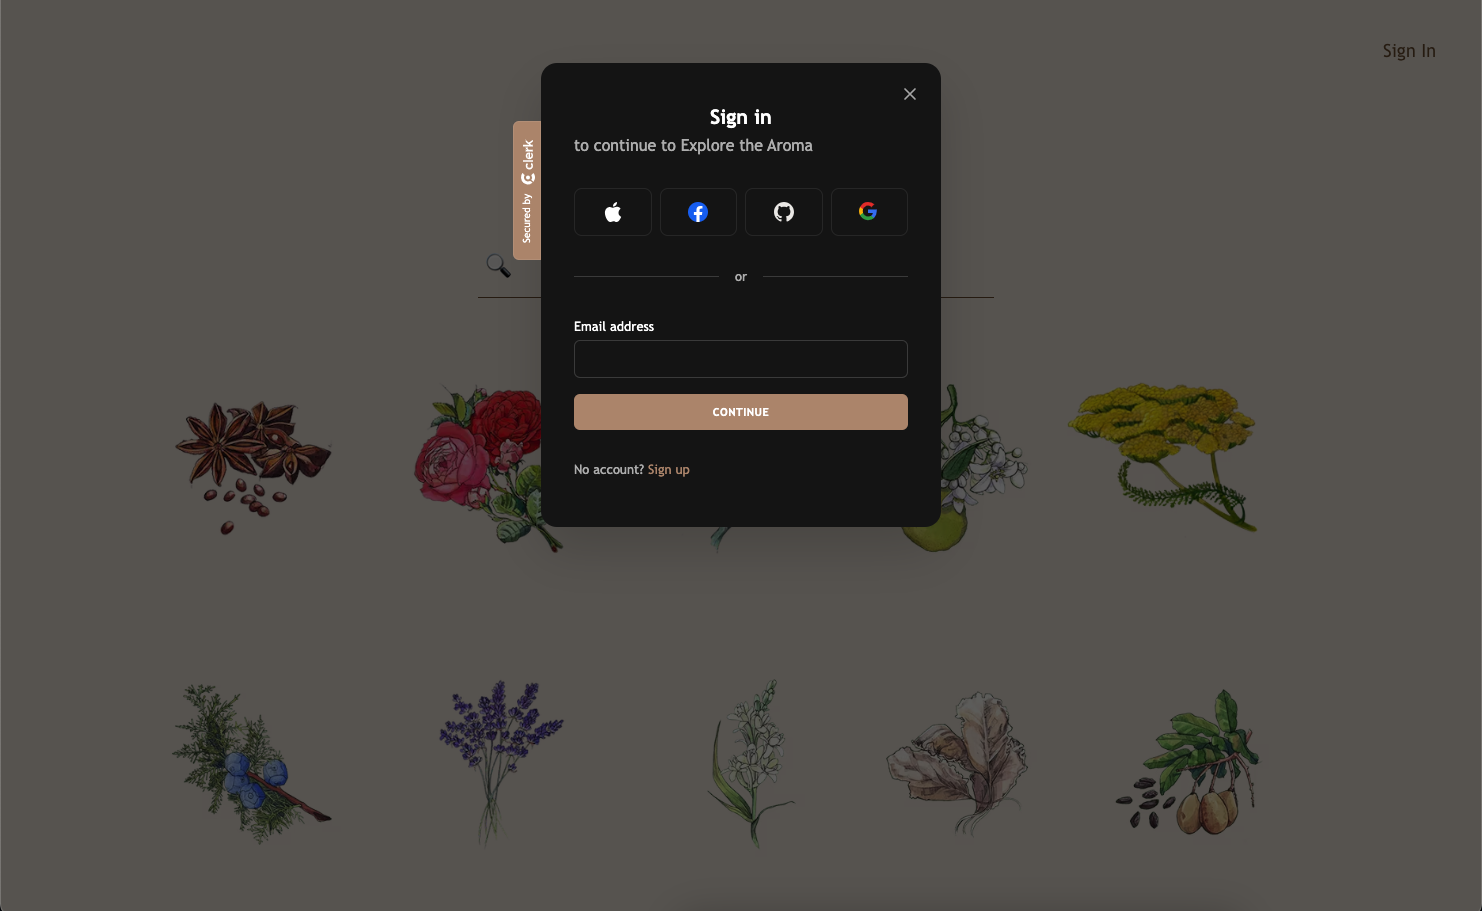 Sign In
Sign in
to continue to Explore the Aroma
Secured by clerk
or
Email address
CONTINUE
No account? Sign up